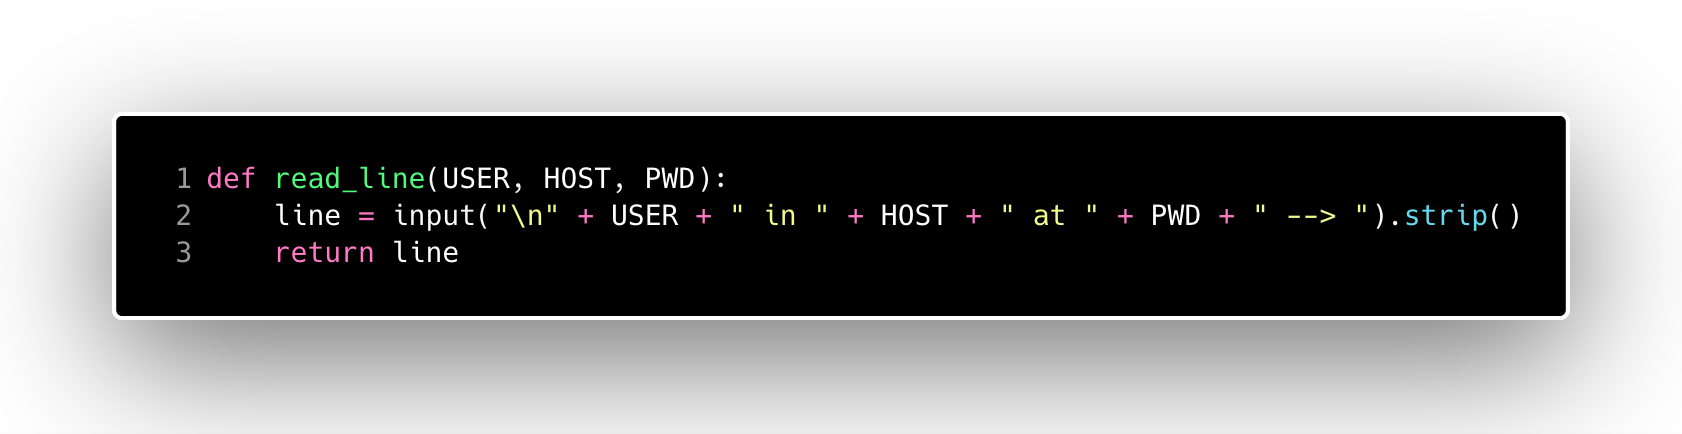 1 def read_line(USER, HOST, PWD):
2     line = input("\n" + USER + " in " + HOST + " at " + PWD + " --> ").strip()
3     return line